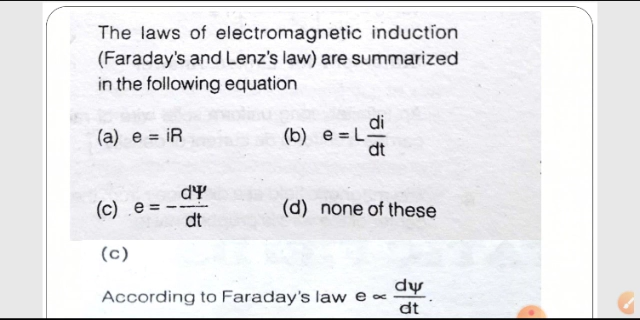 The laws of electromagnetic induction
(Faraday's and Lenz's law) are summarized
in the following equation
(a) e = iR (b) e = L di/dt
(c) e = - dΨ/dt (d) none of these
(c)
According to Faraday's law e ∝ dψ/dt.